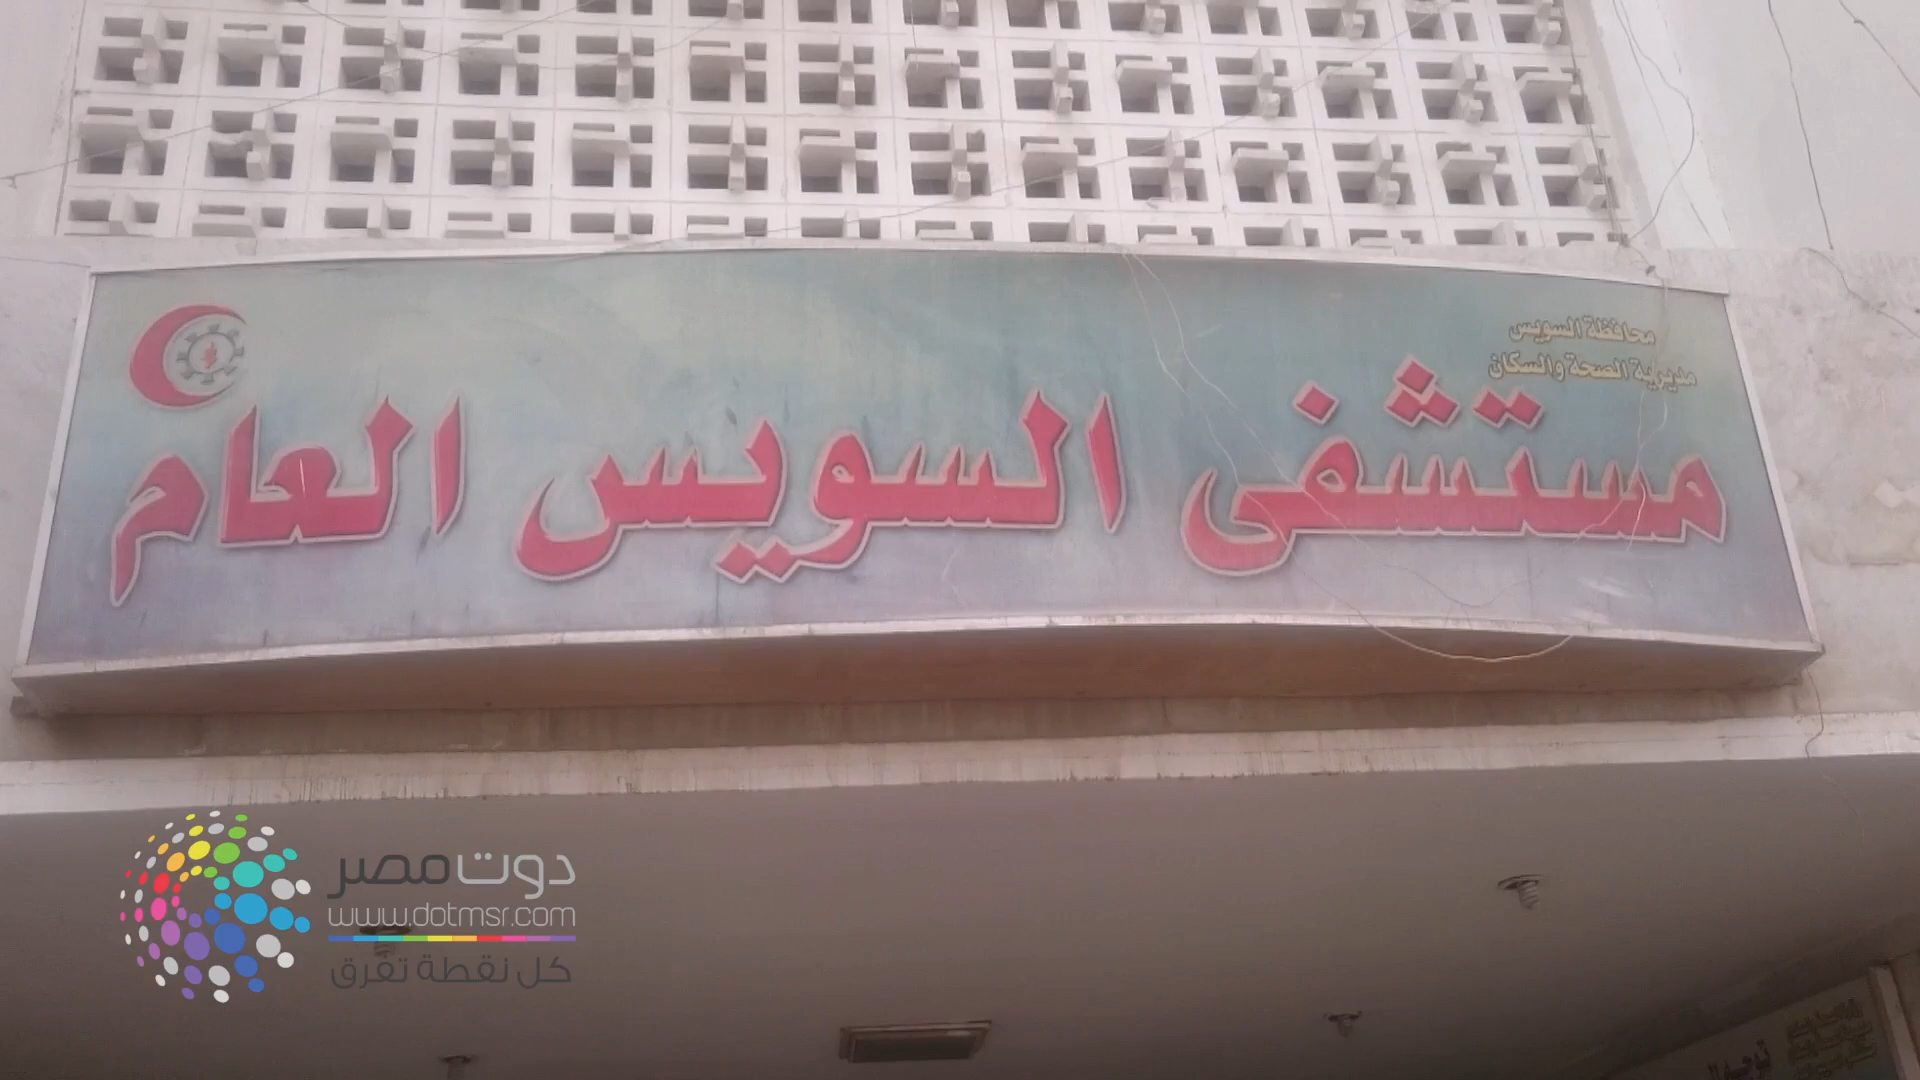 محافظة السويس
مديرية الصحة والسكان
مستشفى السويس العام
دوت مصر
www.dotmsr.com
كل نقطة تفرق